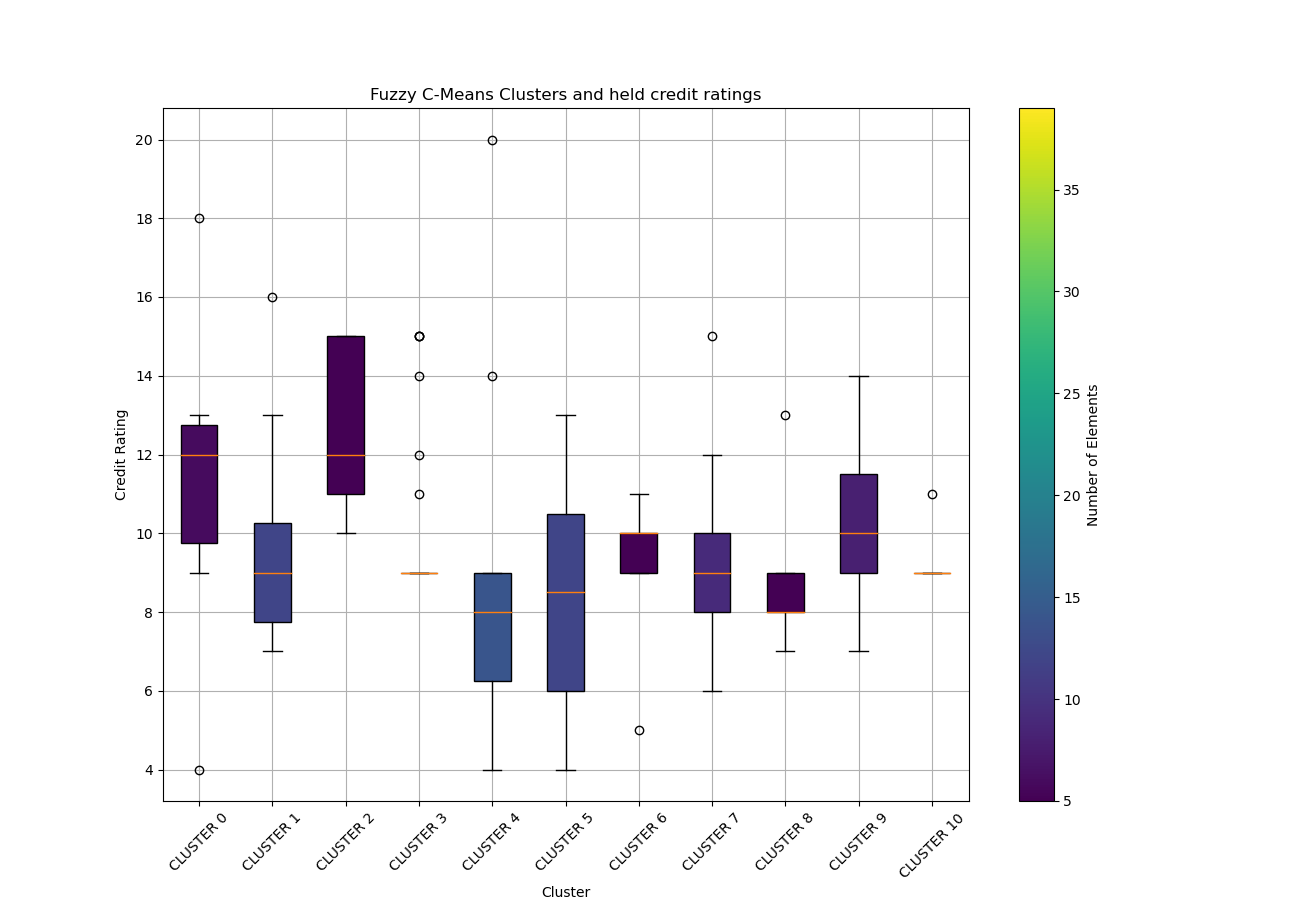 Fuzzy C-Means Clusters and held credit ratings
20
18
16
14
12
10
8
6
4
Credit Rating
CLUSTER 0
CLUSTER 1
CLUSTER 2
CLUSTER 3
CLUSTER 4
CLUSTER 5
CLUSTER 6
CLUSTER 7
CLUSTER 8
CLUSTER 9
CLUSTER 10
Cluster
35
30
25
20
15
10
5
Number of Elements